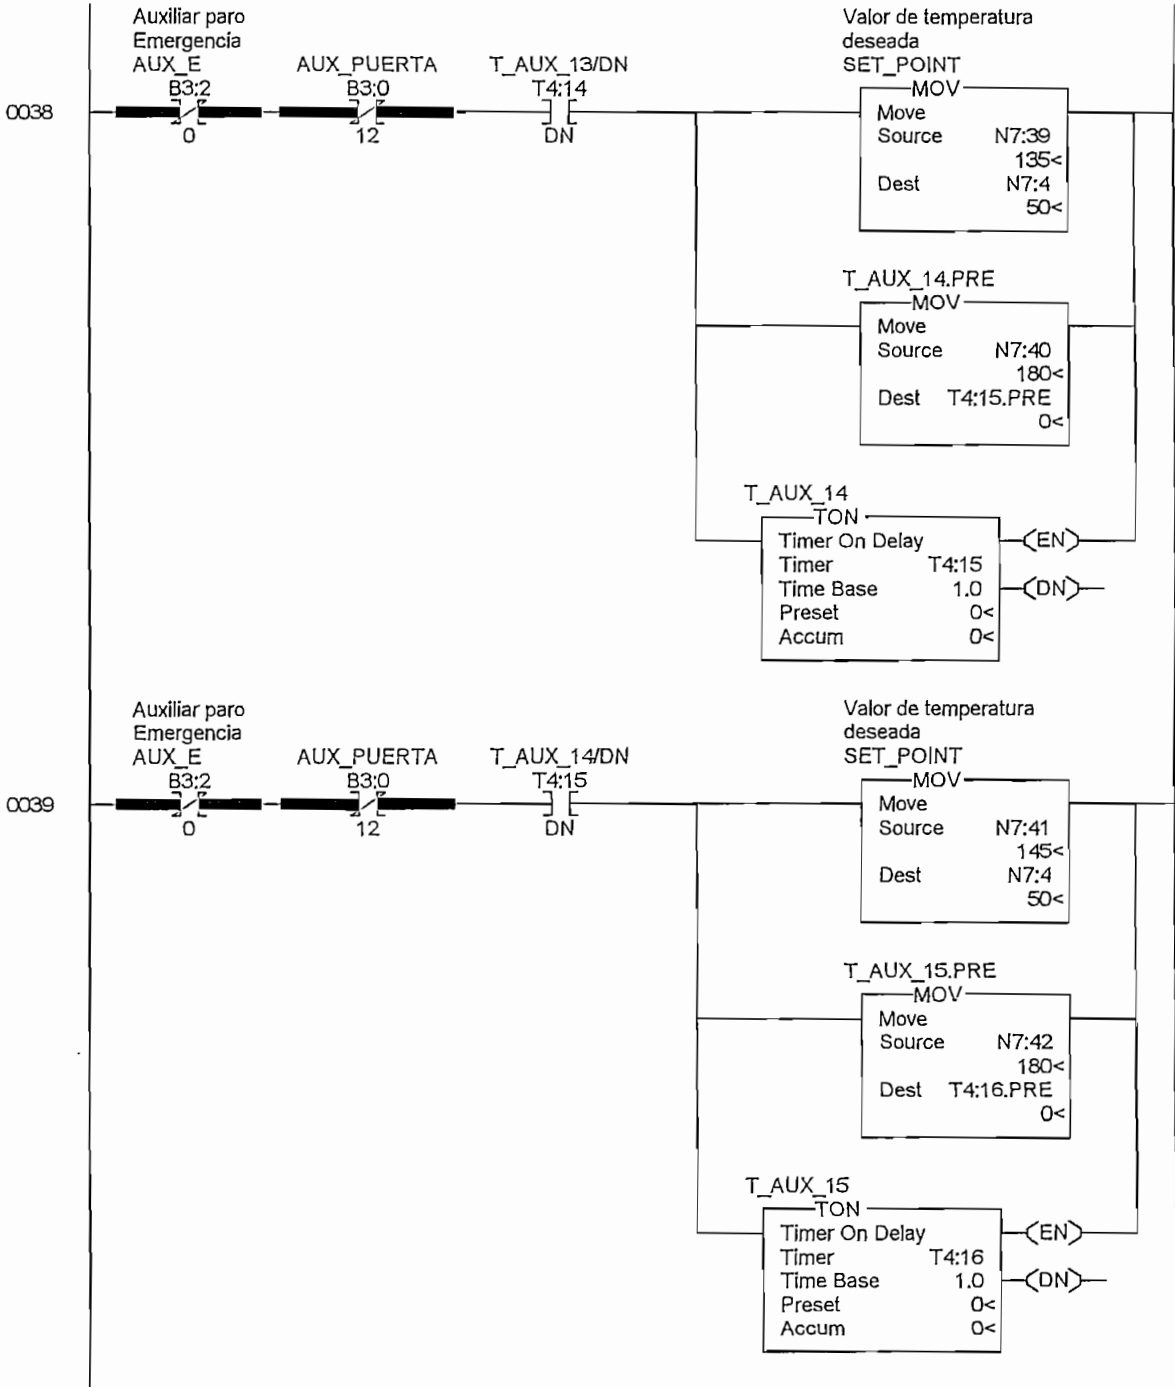 Auxiliar paro
Emergencia
AUX_E
B3:2
0
AUX_PUERTA
B3:0
12
T_AUX_13/DN
T4:14
DN
0038
Valor de temperatura
deseada
SET_POINT
MOV
Move
Source N7:39
135<
Dest N7:4
50<
T_AUX_14.PRE
MOV
Move
Source N7:40
180<
Dest T4:15.PRE
0<
T_AUX_14
TON
Timer On Delay
Timer T4:15
Time Base 1.0
Preset 0<
Accum 0<
EN
DN
Auxiliar paro
Emergencia
AUX_E
B3:2
0
AUX_PUERTA
B3:0
12
T_AUX_14/DN
T4:15
DN
0039
Valor de temperatura
deseada
SET_POINT
MOV
Move
Source N7:41
145<
Dest N7:4
50<
T_AUX_15.PRE
MOV
Move
Source N7:42
180<
Dest T4:16.PRE
0<
T_AUX_15
TON
Timer On Delay
Timer T4:16
Time Base 1.0
Preset 0<
Accum 0<
EN
DN